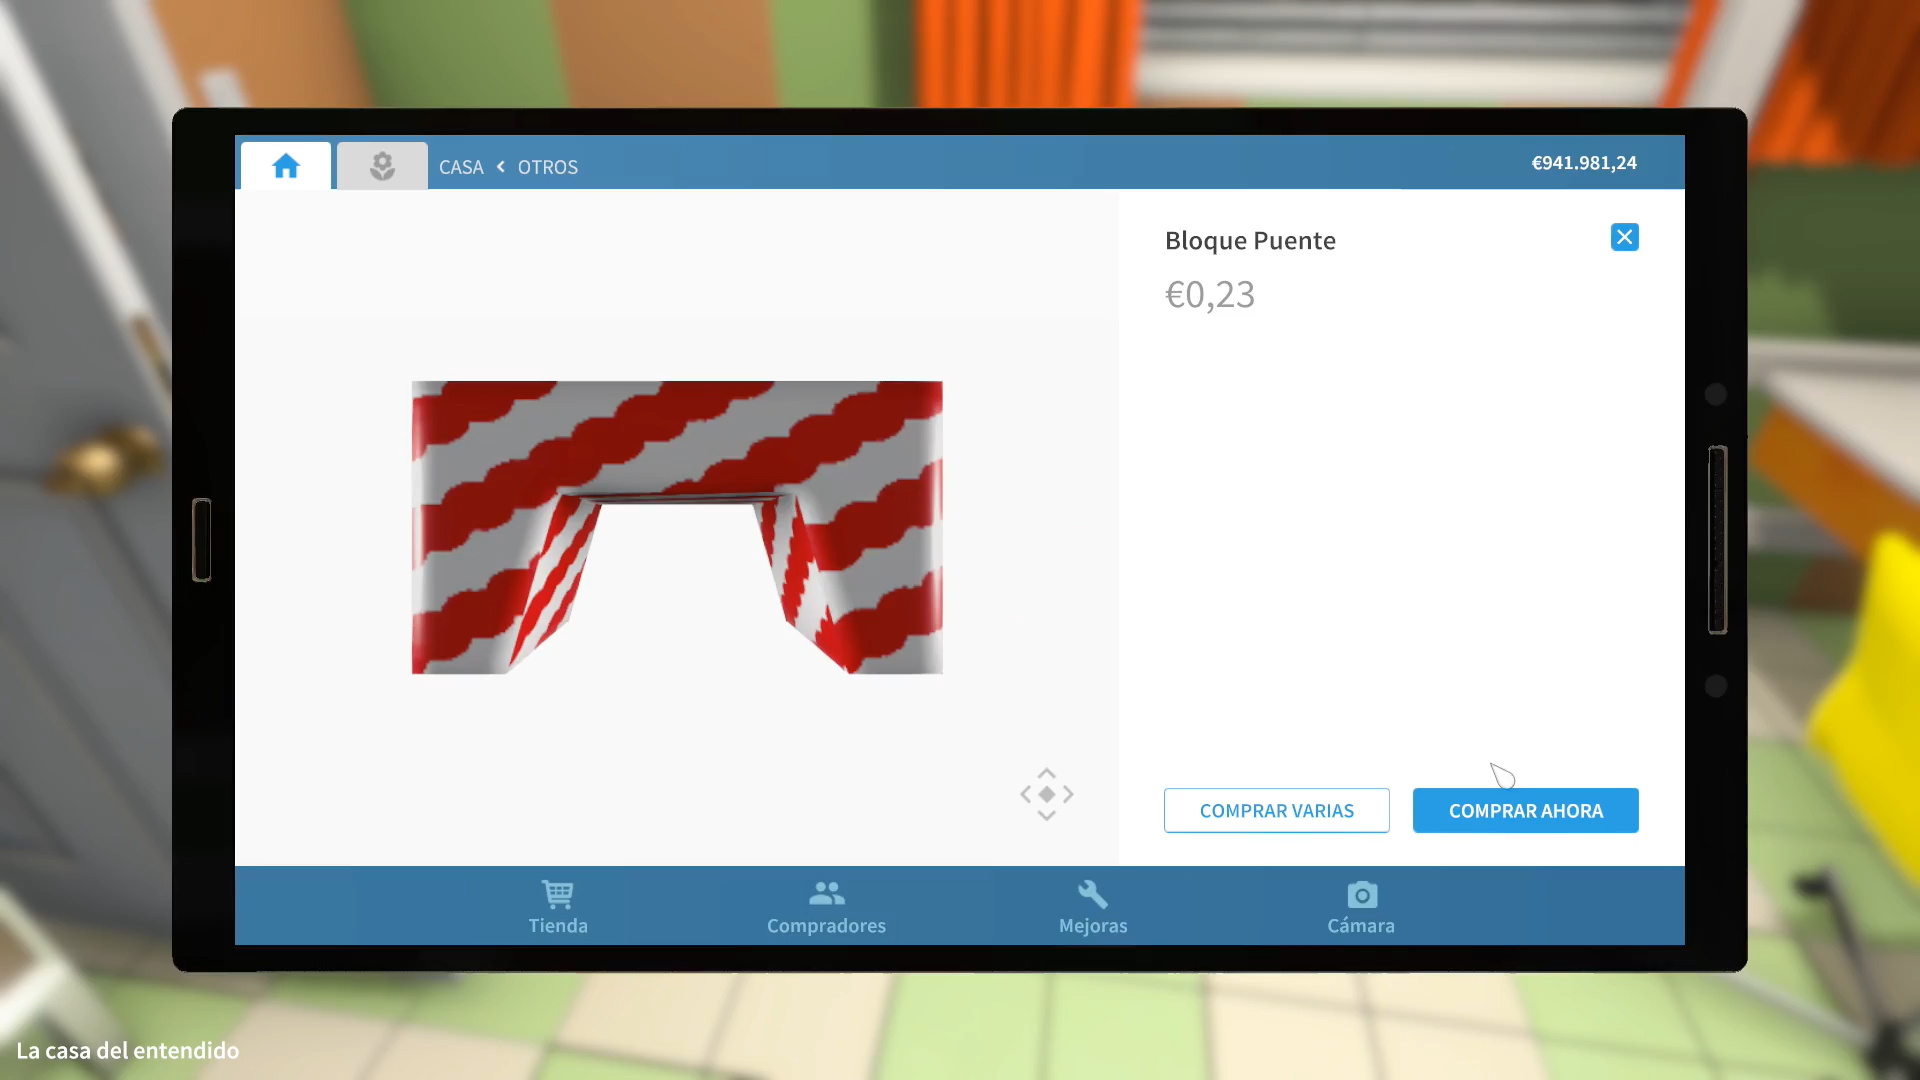 CASA < OTROS
€941.981,24
Bloque Puente
€0,23
COMPRAR VARIAS
COMPRAR AHORA
Tienda
Compradores
Mejoras
Cámara
La casa del entendido